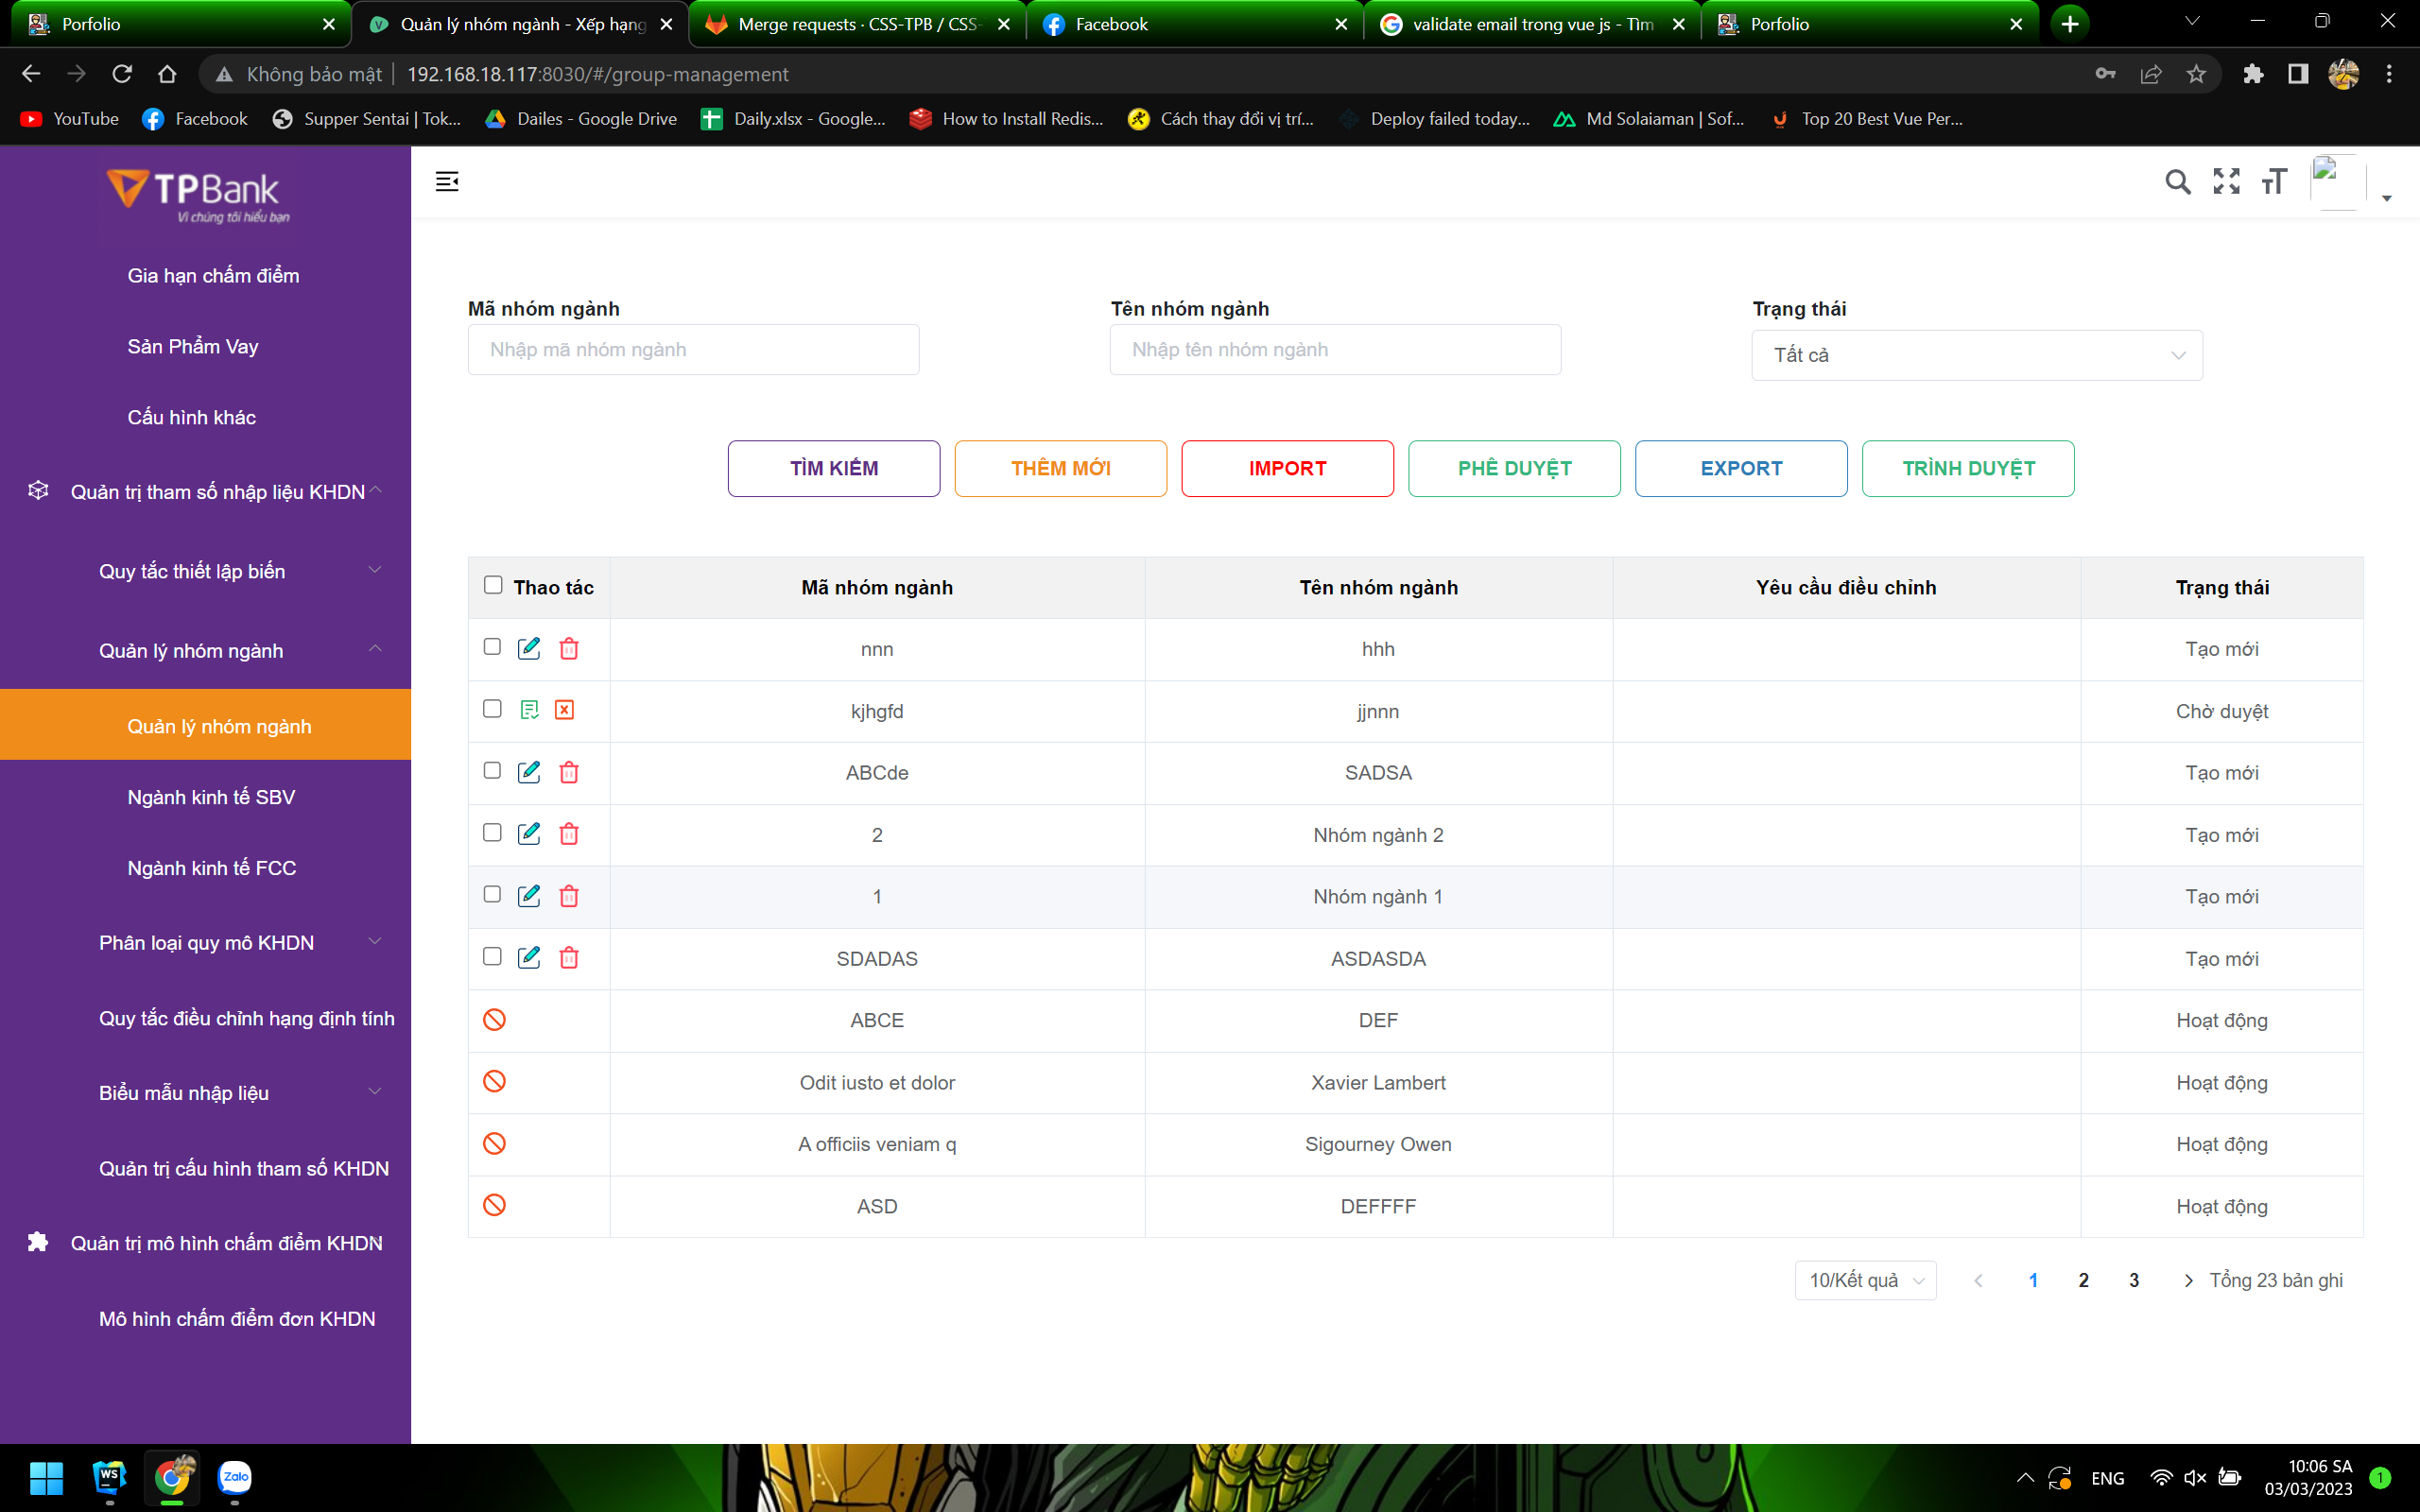 Porfolio
Quản lý nhóm ngành - Xếp hạng
Merge requests · CSS-TPB / CSS-
Facebook
validate email trong vue js - Tìm
Porfolio
Không bảo mật
192.168.18.117:8030/#/group-management
YouTube
Facebook
Supper Sentai | Tok...
Dailes - Google Drive
Daily.xlsx - Google...
How to Install Redis...
Cách thay đổi vị trí...
Deploy failed today...
Md Solaiaman | Sof...
Top 20 Best Vue Per...
TPBank
Vì chúng tôi hiểu bạn
Gia hạn chấm điểm
Sản Phẩm Vay
Cấu hình khác
Quản trị tham số nhập liệu KHDN
Quy tắc thiết lập biến
Quản lý nhóm ngành
Quản lý nhóm ngành
Ngành kinh tế SBV
Ngành kinh tế FCC
Phân loại quy mô KHDN
Quy tắc điều chỉnh hạng định tính
Biểu mẫu nhập liệu
Quản trị cấu hình tham số KHDN
Quản trị mô hình chấm điểm KHDN
Mô hình chấm điểm đơn KHDN
Mã nhóm ngành
Tên nhóm ngành
Trạng thái
Nhập mã nhóm ngành
Nhập tên nhóm ngành
Tất cả
TÌM KIẾM
THÊM MỚI
IMPORT
PHÊ DUYỆT
EXPORT
TRÌNH DUYỆT
Thao tác Mã nhóm ngành Tên nhóm ngành Yêu cầu điều chỉnh Trạng thái
nnn hhh Tạo mới
kjhgfd jjnnn Chờ duyệt
ABCde SADSA Tạo mới
2 Nhóm ngành 2 Tạo mới
1 Nhóm ngành 1 Tạo mới
SDADAS ASDASDA Tạo mới
ABCE DEF Hoạt động
Odit iusto et dolor Xavier Lambert Hoạt động
A officiis veniam q Sigourney Owen Hoạt động
ASD DEFFFF Hoạt động
10/Kết quả 1 2 3 Tổng 23 bản ghi
WS
Zalo
ENG
10:06 SA
03/03/2023
1